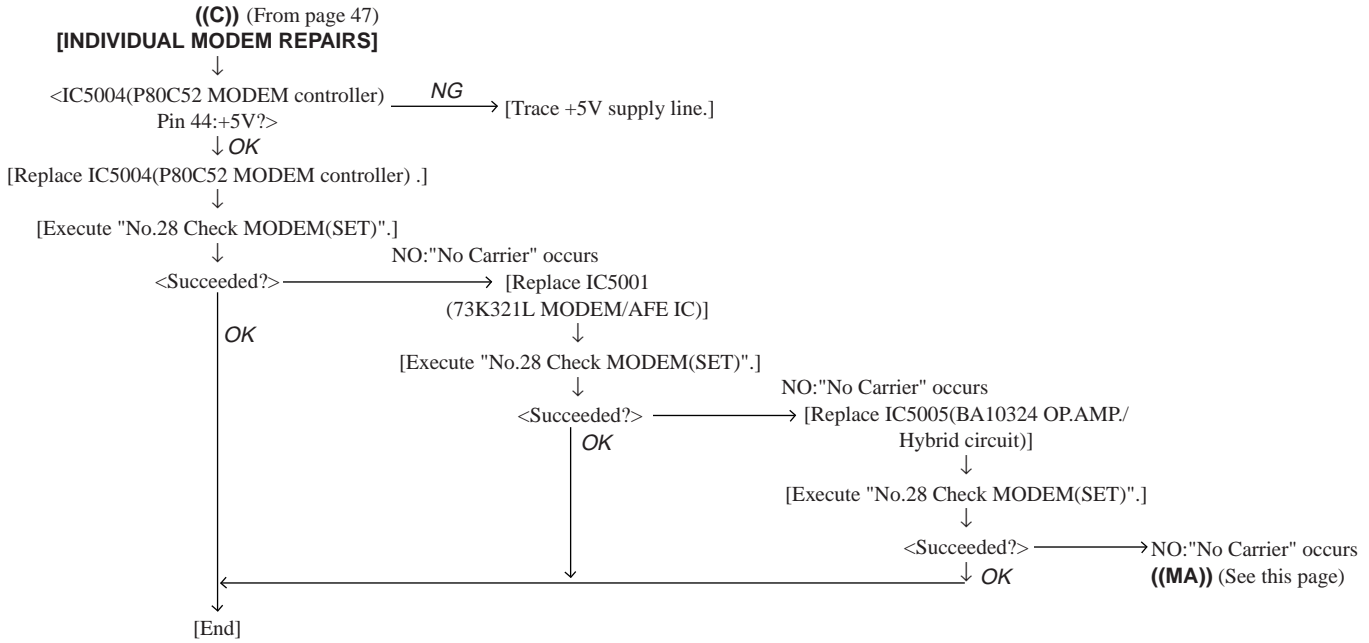 ((C)) (From page 47)
[INDIVIDUAL MODEM REPAIRS]
↓
<IC5004(P80C52 MODEM controller)
Pin 44:+5V?>
NG
[Trace +5V supply line.]
↓ OK
[Replace IC5004(P80C52 MODEM controller) .]
↓
[Execute "No.28 Check MODEM(SET)".]
↓
<Succeeded?>
NO:"No Carrier" occurs
[Replace IC5001
(73K321L MODEM/AFE IC)]
OK
↓
[Execute "No.28 Check MODEM(SET)".]
↓
<Succeeded?>
NO:"No Carrier" occurs
[Replace IC5005(BA10324 OP.AMP./
Hybrid circuit)]
OK
↓
[Execute "No.28 Check MODEM(SET)".]
↓
<Succeeded?>
NO:"No Carrier" occurs
((MA)) (See this page)
↓ OK
[End]